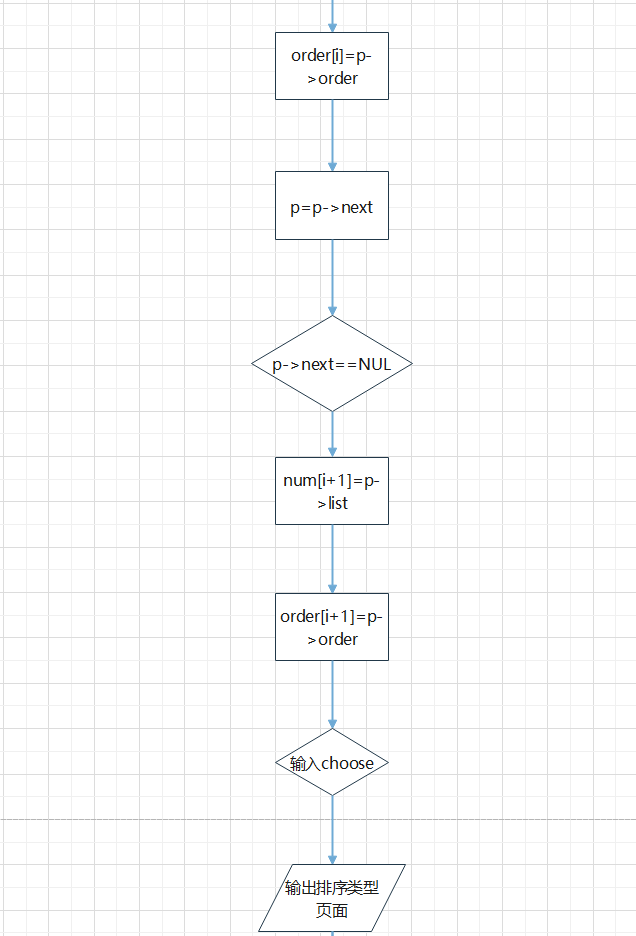 order[i]=p-
>order
p=p->next
p->next==NUL
num[i+1]=p-
>list
order[i+1]=p-
>order
输入choose
输出排序类型
页面